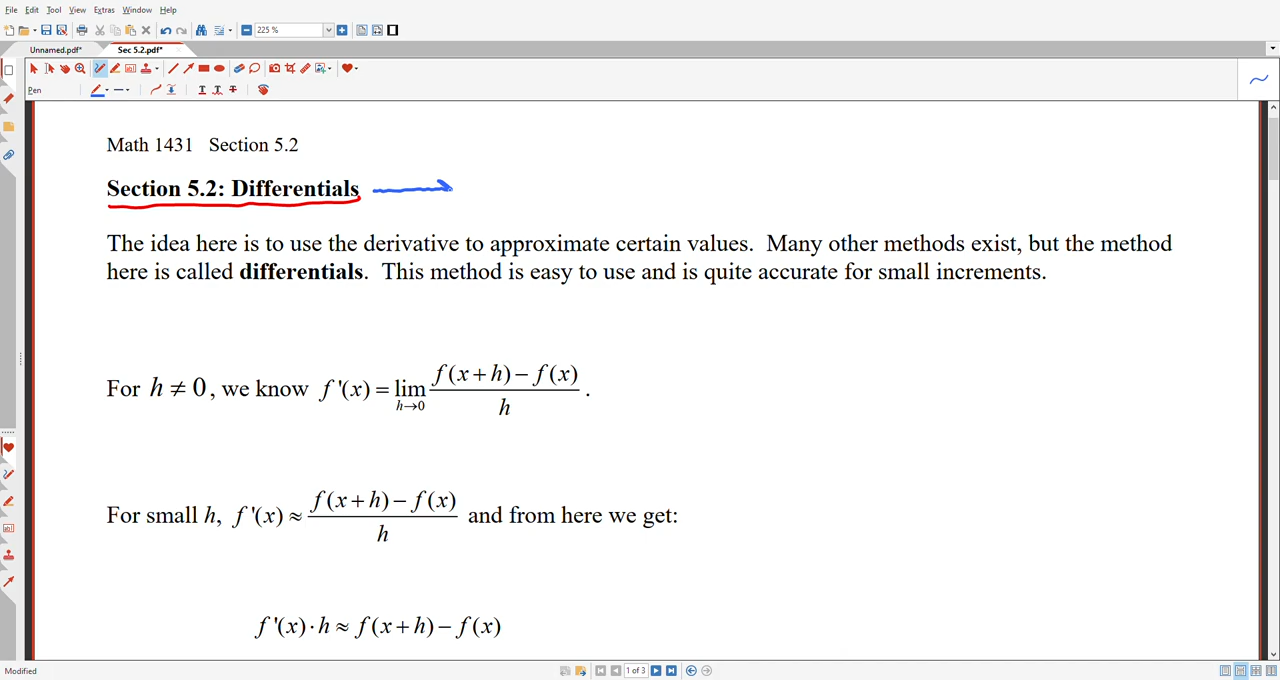 File Edit Tool View Extras Window Help
225 %
Unnamed.pdf* Sec 5.2.pdf*
Pen
Math 1431 Section 5.2
Section 5.2: Differentials
The idea here is to use the derivative to approximate certain values. Many other methods exist, but the method
here is called differentials. This method is easy to use and is quite accurate for small increments.
For h ≠ 0, we know f '(x) = lim h→0 (f(x+h) − f(x)) / h .
For small h, f '(x) ≈ (f(x+h) − f(x)) / h and from here we get:
f '(x)·h ≈ f(x+h) − f(x)
Modified 1 of 3